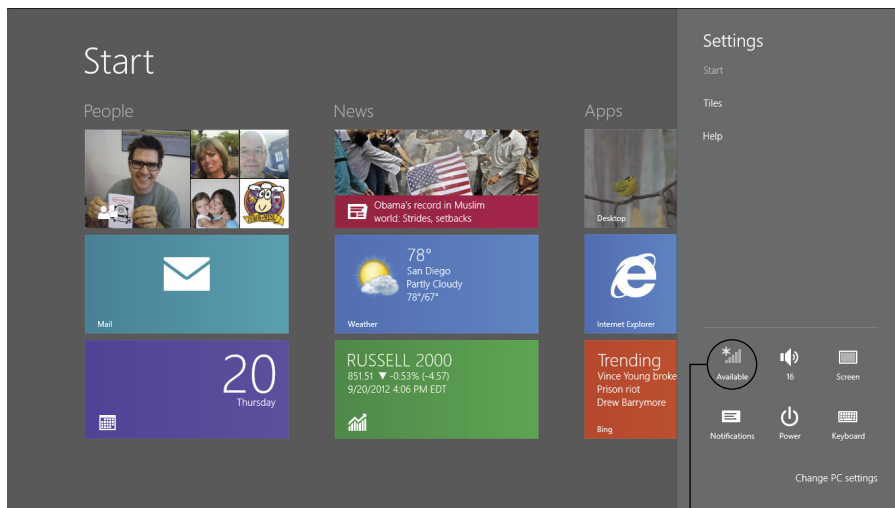 Start
People
News
Apps
Obama's record in Muslim
world: Strides, setbacks
Desktop
Mail
78°
San Diego
Partly Cloudy
78°/67°
Weather
Internet Explorer
20
Thursday
RUSSELL 2000
851.51 ▼ -0.53% (-4.57)
9/20/2012 4:06 PM EDT
Trending
Vince Young broke
Prison riot
Drew Barrymore
Bing
Settings
Start
Tiles
Help
Available
16
Screen
Notifications
Power
Keyboard
Change PC settings